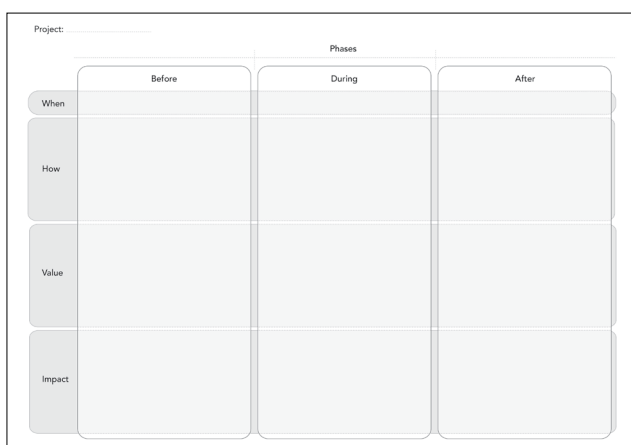 Project:
Phases
Before During After
When
How
Value
Impact